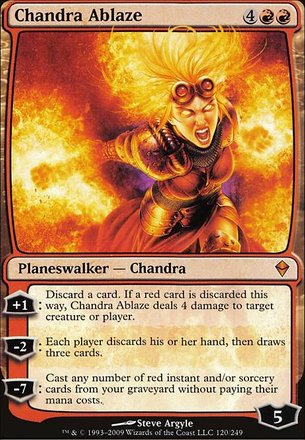 Chandra Ablaze 4
Planeswalker — Chandra
+1: Discard a card. If a red card is discarded this
way, Chandra Ablaze deals 4 damage to target
creature or player.
-2: Each player discards his or her hand, then draws
three cards.
-7: Cast any number of red instant and/or sorcery
cards from your graveyard without paying their
mana costs.
5
Steve Argyle
™ & © 1993–2009 Wizards of the Coast LLC 120/249